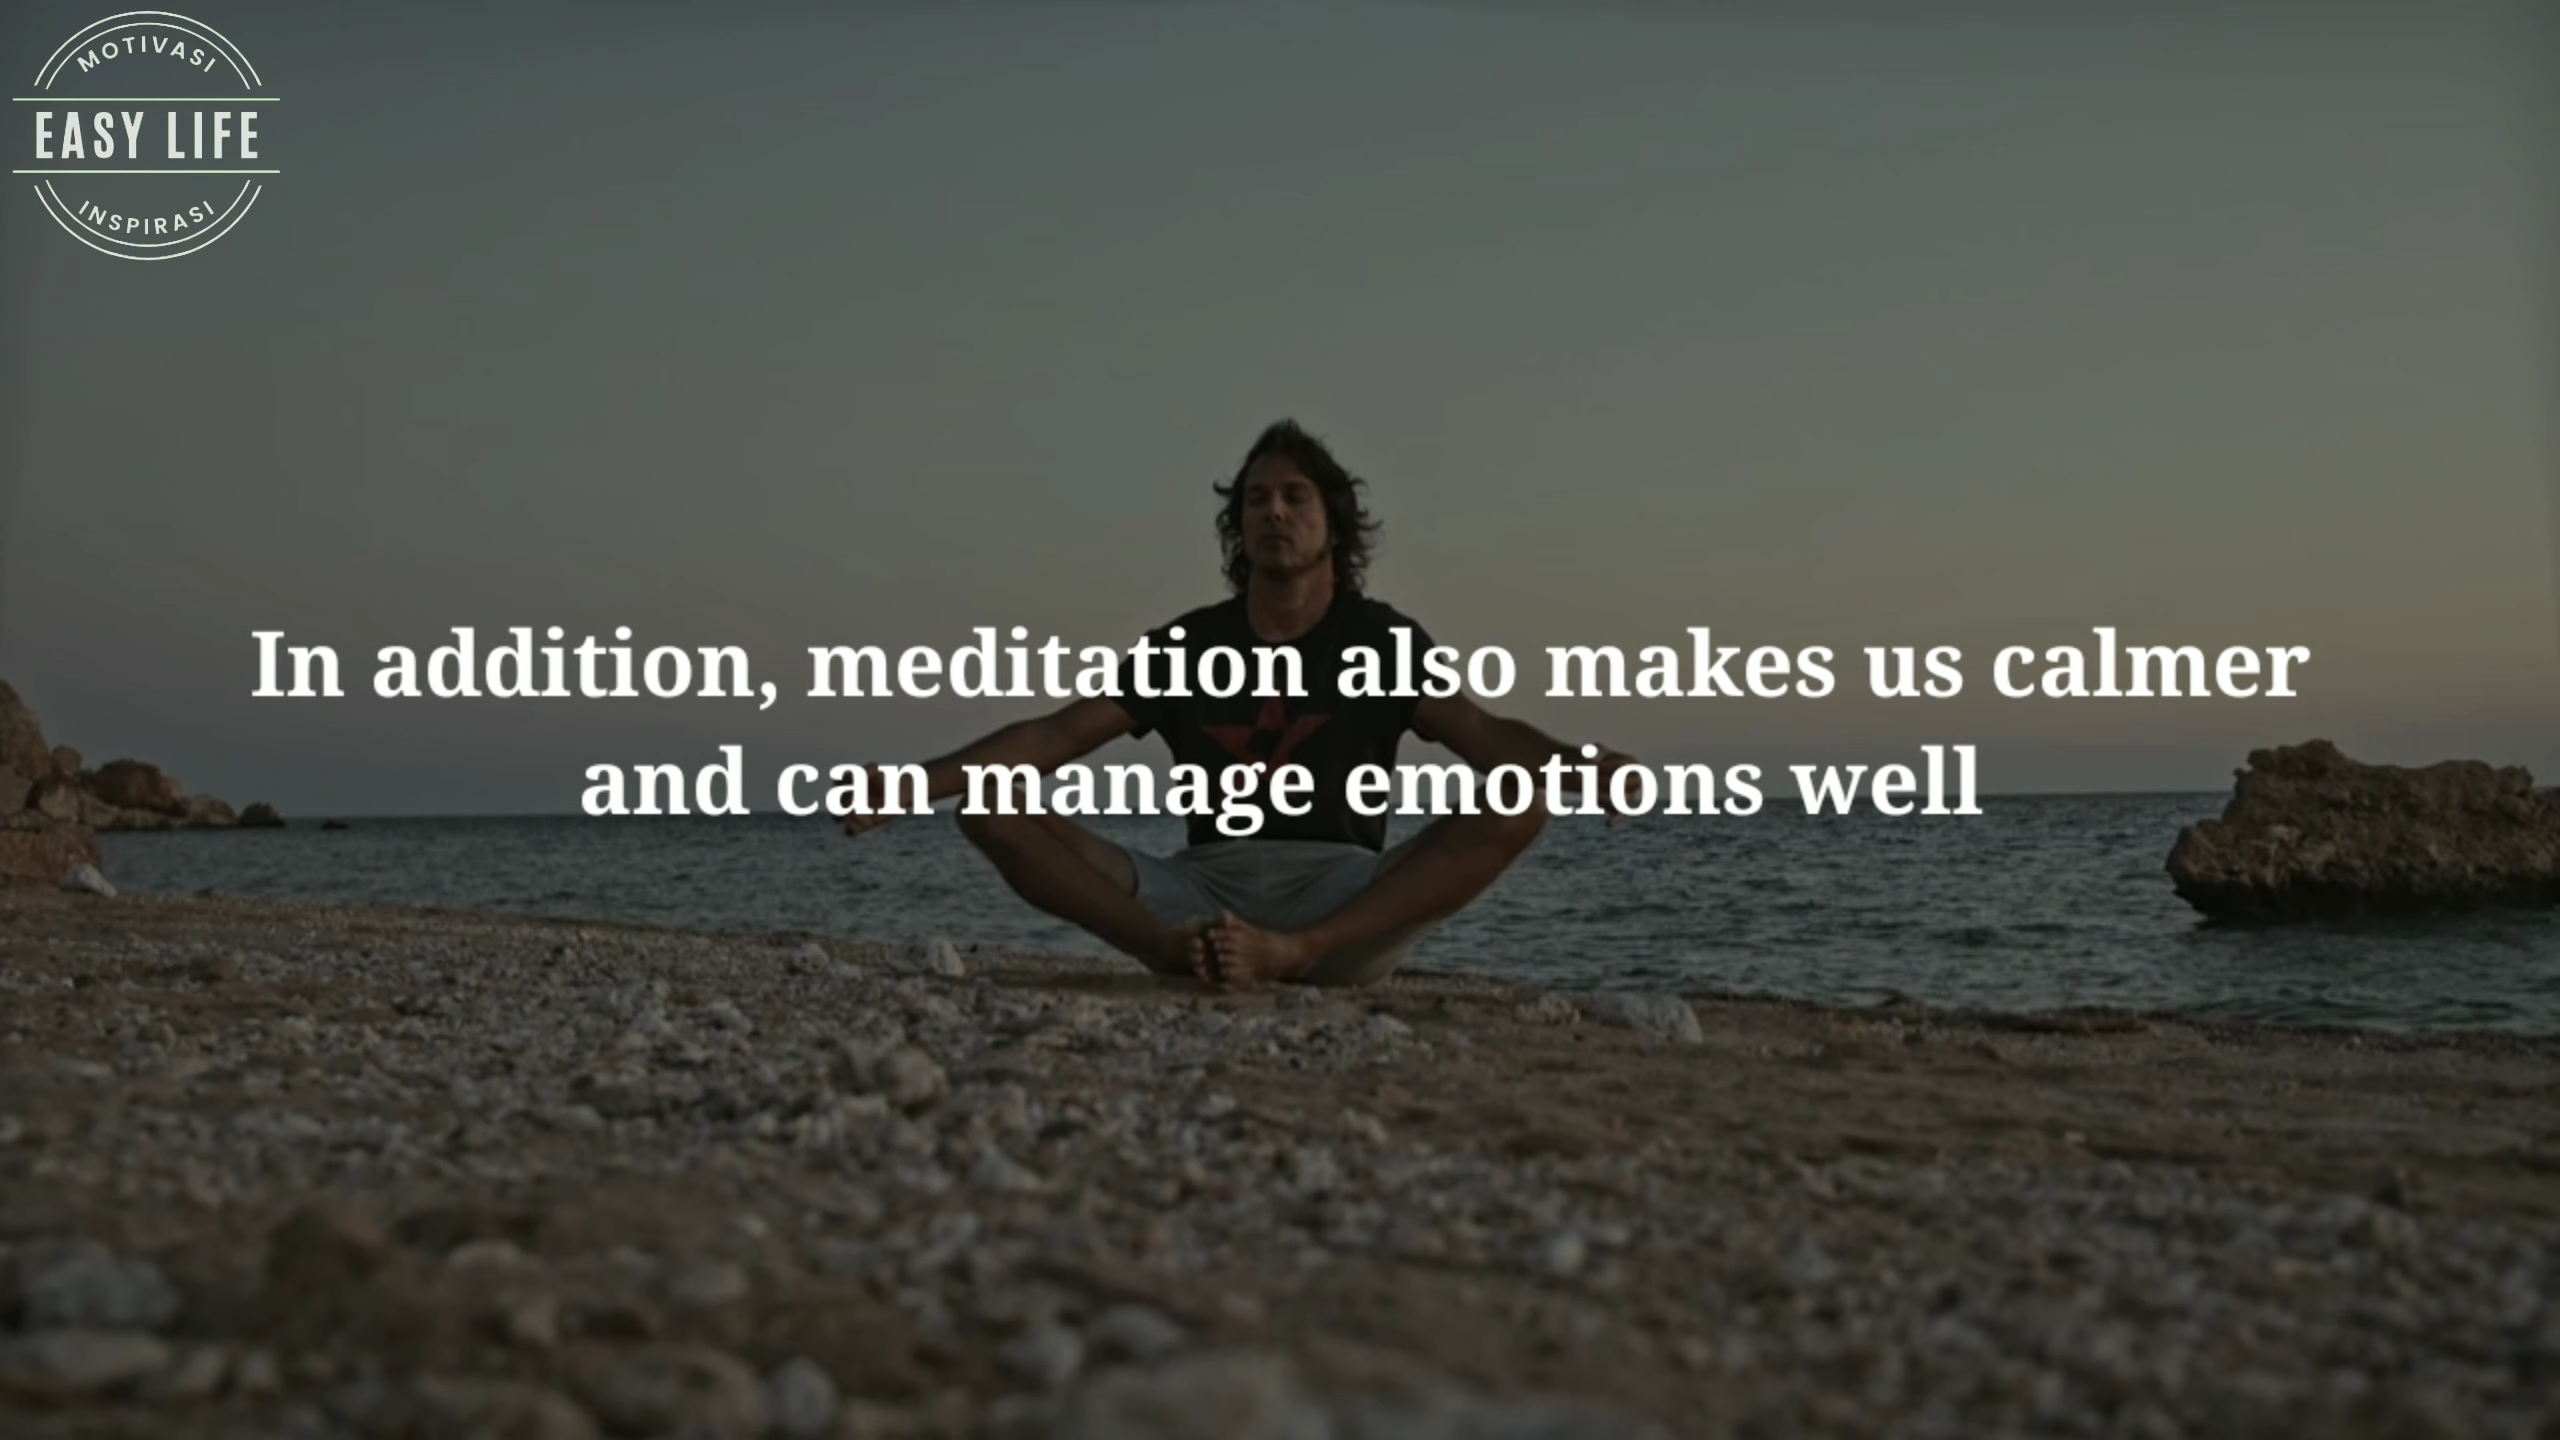 MOTIVASI
EASY LIFE
INSPIRASI
In addition, meditation also makes us calmer
and can manage emotions well